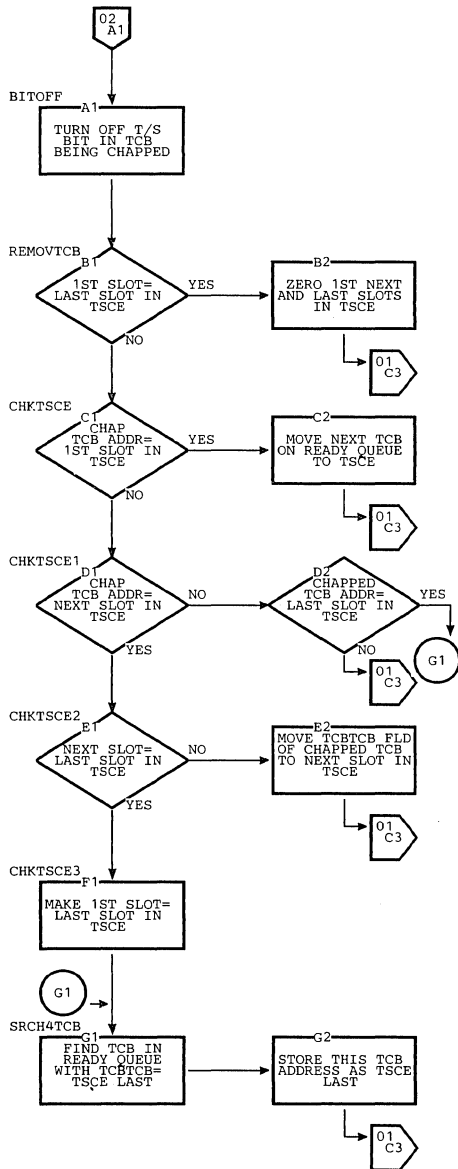 02
A1
BITOFF
A1
TURN OFF T/S
BIT IN TCB
BEING CHAPPED
REMOVTCB
B1
1ST SLOT=
LAST SLOT IN
TSCE
YES
NO
B2
ZERO 1ST NEXT
AND LAST SLOTS
IN TSCE
01
C3
CHKTSCE
C1
CHAP
TCB ADDR=
1ST SLOT IN
TSCE
YES
NO
C2
MOVE NEXT TCB
ON READY QUEUE
TO TSCE
01
C3
CHKTSCE1
D1
CHAP
TCB ADDR=
NEXT SLOT IN
TSCE
NO
YES
D2
CHAPPED
TCB ADDR=
LAST SLOT IN
TSCE
YES
NO
G1
01
C3
CHKTSCE2
E1
NEXT SLOT=
LAST SLOT IN
TSCE
NO
YES
E2
MOVE TCBTCB FLD
OF CHAPPED TCB
TO NEXT SLOT IN
TSCE
01
C3
CHKTSCE3
F1
MAKE 1ST SLOT=
LAST SLOT IN
TSCE
G1
SRCH4TCB
G1
FIND TCB IN
READY QUEUE
WITH TCBTCB=
TSCE LAST
G2
STORE THIS TCB
ADDRESS AS TSCE
LAST
01
C3